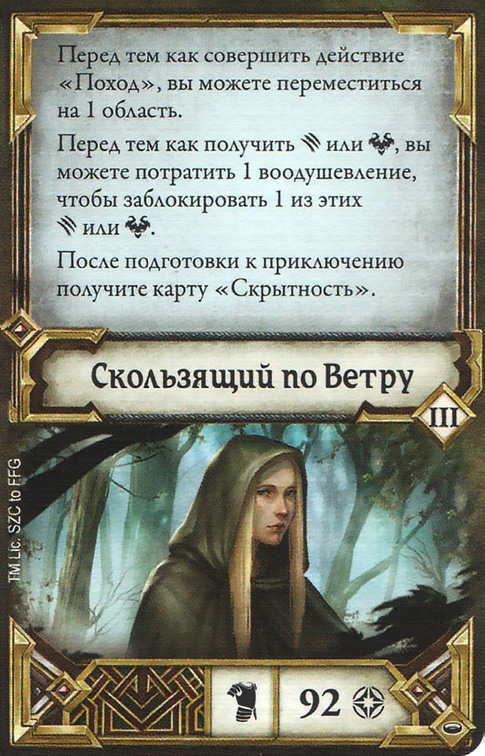 Перед тем как совершить действие
«Поход», вы можете переместиться
на 1 область.
Перед тем как получить или , вы
можете потратить 1 воодушевление,
чтобы заблокировать 1 из этих
или .
После подготовки к приключению
получите карту «Скрытность».
Скользящий по Ветру
III
TM Lic. SZC to FFG
92